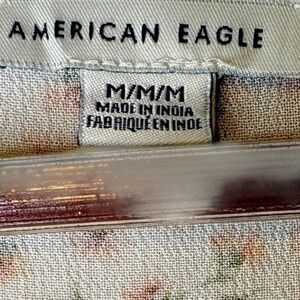 AMERICAN EAGLE
M/M/M
MADE IN INDIA
FABRIQUÉ EN INDE